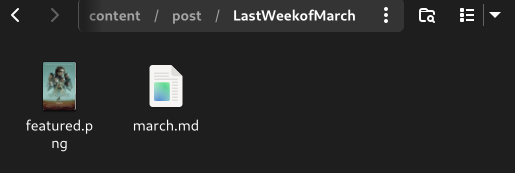 content / post / LastWeekofMarch
featured.p
ng
march.md